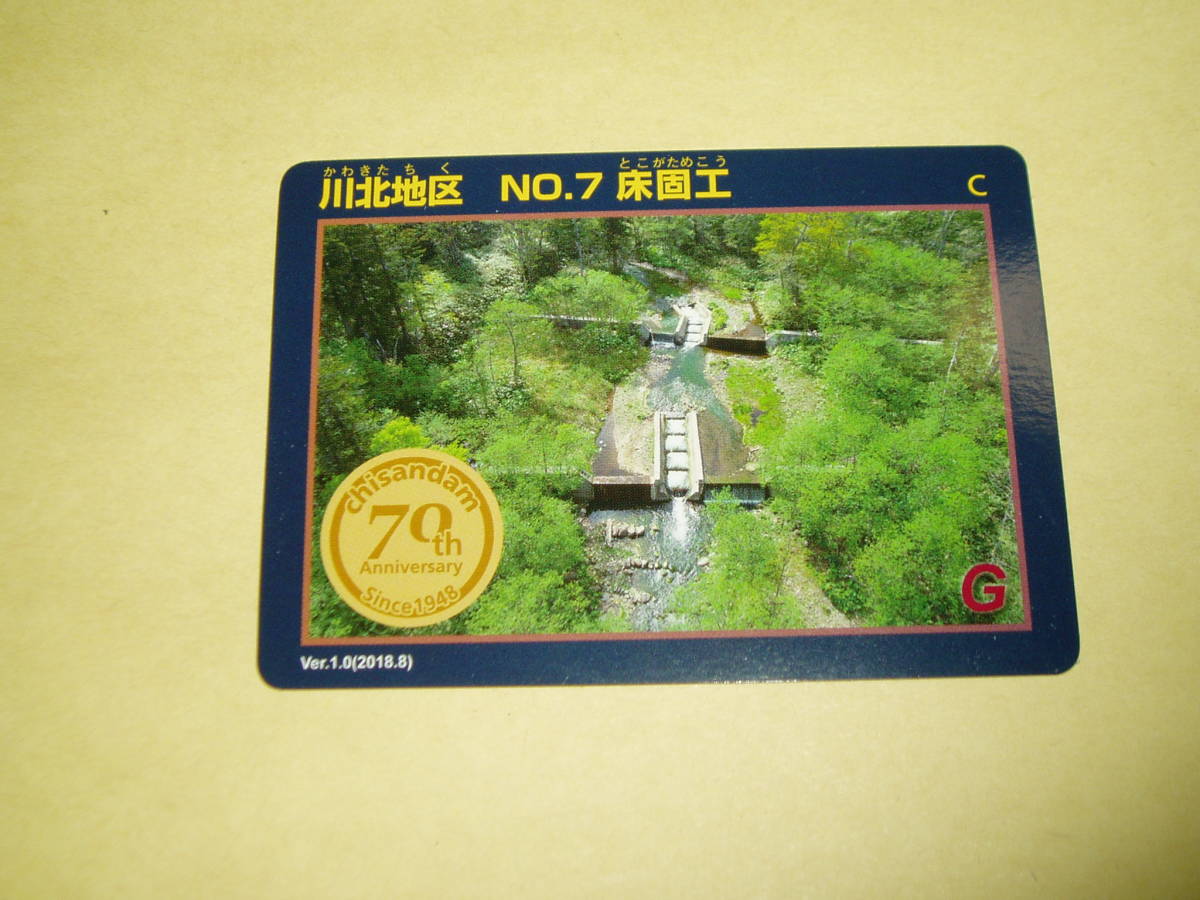 かわきたちく とこがためこう
川北地区 NO.7 床固工 C
chisandam
70th
Anniversary
Since1948
G
Ver.1.0(2018.8)